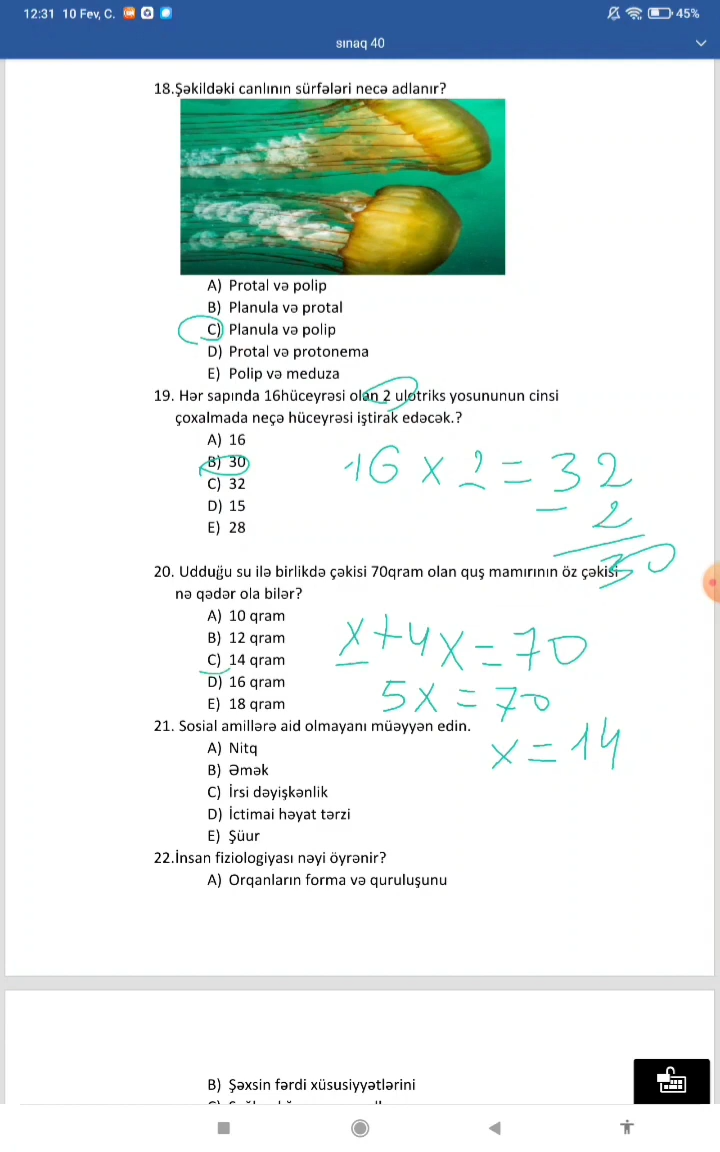 12:31 10 Fev, C.
45%
sınaq 40
18.Şəkildəki canlının sürfələri necə adlanır?
A) Protal və polip
B) Planula və protal
C) Planula və polip
D) Protal və protonema
E) Polip və meduza
19. Hər sapında 16hüceyrəsi olan 2 ulotriks yosununun cinsi
çoxalmada neçə hüceyrəsi iştirak edəcək.?
A) 16
B) 30
C) 32
D) 15
E) 28
16 x 2 = 32
- 2
30
20. Udduğu su ilə birlikdə çəkisi 70qram olan quş mamırının öz çəkisi
nə qədər ola bilər?
A) 10 qram
B) 12 qram
C) 14 qram
D) 16 qram
E) 18 qram
x+4x=70
5x=70
x=14
21. Sosial amillərə aid olmayanı müəyyən edin.
A) Nitq
B) Əmək
C) İrsi dəyişkənlik
D) İctimai həyat tərzi
E) Şüur
22.İnsan fiziologiyası nəyi öyrənir?
A) Orqanların forma və quruluşunu
B) Şəxsin fərdi xüsusiyyətlərini